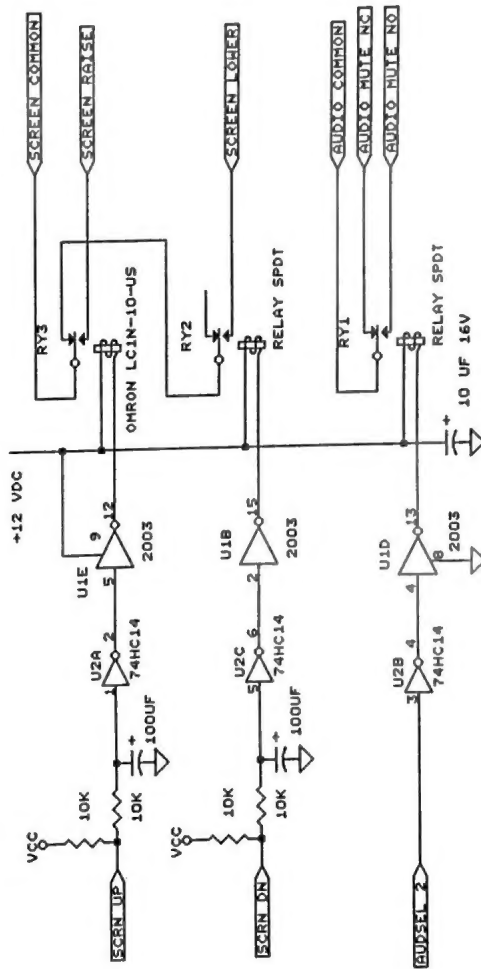 +12 VDC
SCREEN COMMON
SCREEN RAISE
RY3
OMRON LC1N-10-US
U1E
9
5
12
2003
U2A
1
2
74HC14
100UF
+
10K
10K
VCC
SCRN UP
SCREEN LOWER
RY2
RELAY SPDT
U1B
2
15
2003
U2C
5
6
74HC14
100UF
+
10K
10K
VCC
SCRN DN
AUDIO COMMON
AUDIO MUTE NC
AUDIO MUTE NO
RY1
RELAY SPDT
10 UF 16V
+
U1D
4
13
8
2003
U2B
3
4
74HC14
AUDSEL 2